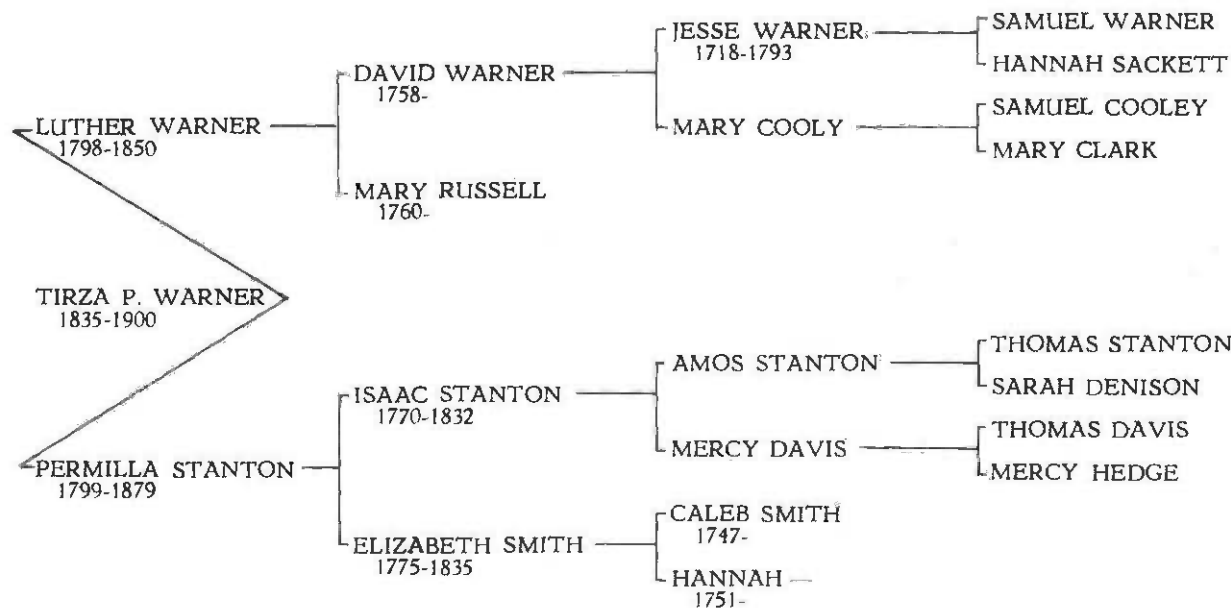 JESSE WARNER
1718-1793
SAMUEL WARNER
HANNAH SACKETT
DAVID WARNER
1758-
MARY COOLY
SAMUEL COOLEY
MARY CLARK
LUTHER WARNER
1798-1850
MARY RUSSELL
1760-
TIRZA P. WARNER
1835-1900
AMOS STANTON
THOMAS STANTON
SARAH DENISON
ISAAC STANTON
1770-1832
MERCY DAVIS
THOMAS DAVIS
MERCY HEDGE
PERMILLA STANTON
1799-1879
ELIZABETH SMITH
1775-1835
CALEB SMITH
1747-
HANNAH —
1751-